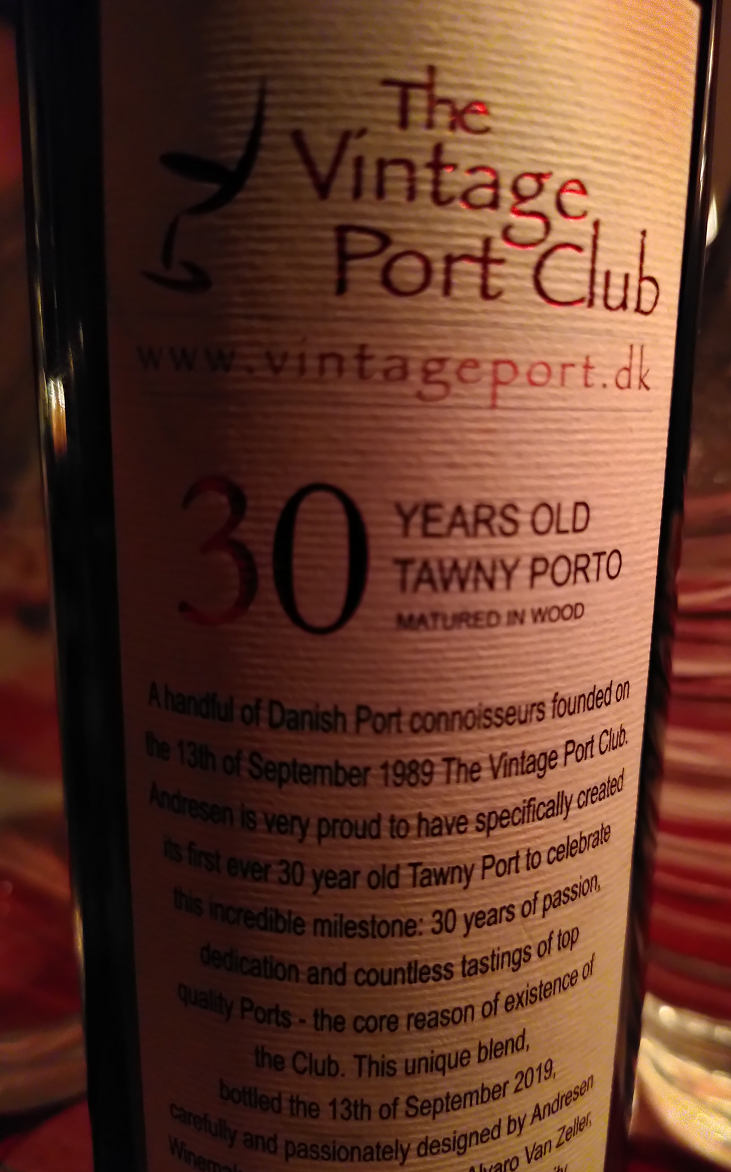 The
Vintage
Port Club
www.vintageport.dk
30
YEARS OLD
TAWNY PORTO
MATURED IN WOOD
A handful of Danish Port connoisseurs founded on
the 13th of September 1989 The Vintage Port Club.
Andresen is very proud to have specifically created
its first ever 30 year old Tawny Port to celebrate
this incredible milestone: 30 years of passion,
dedication and countless tastings of top
quality Ports - the core reason of existence of
the Club. This unique blend,
bottled the 13th of September 2019,
carefully and passionately designed by Andresen
Alvaro Van Zeller,